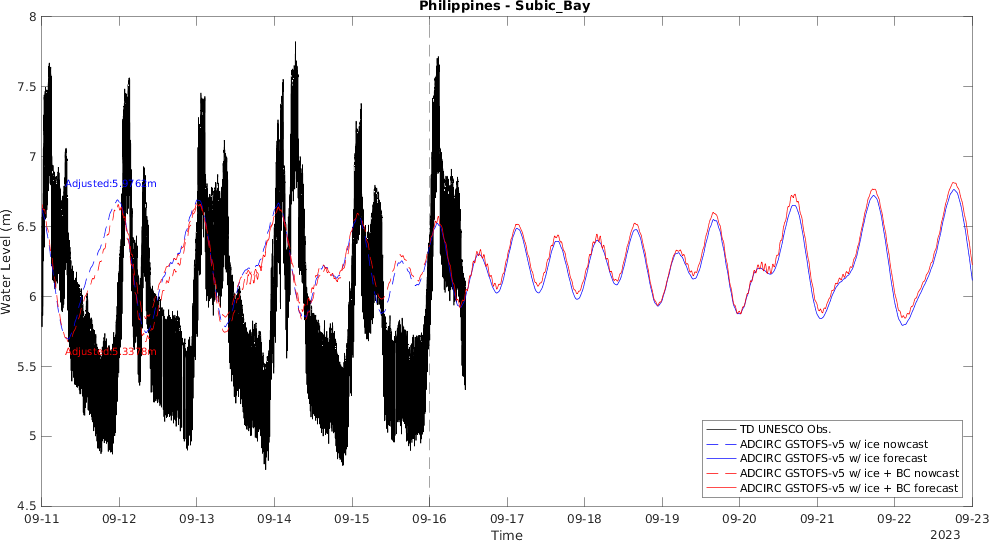 Philippines - Subic_Bay
8
7.5
7
6.5
6
5.5
5
4.5
Water Level (m)
Adjusted:
Adjusted:
TD UNESCO Obs.
ADCIRC GSTOFS-v5 w/ ice nowcast
ADCIRC GSTOFS-v5 w/ ice forecast
ADCIRC GSTOFS-v5 w/ ice + BC nowcast
ADCIRC GSTOFS-v5 w/ ice + BC forecast
09-11 09-12 09-13 09-14 09-15 09-16 09-17 09-18 09-19 09-20 09-21 09-22 09-23
Time
2023